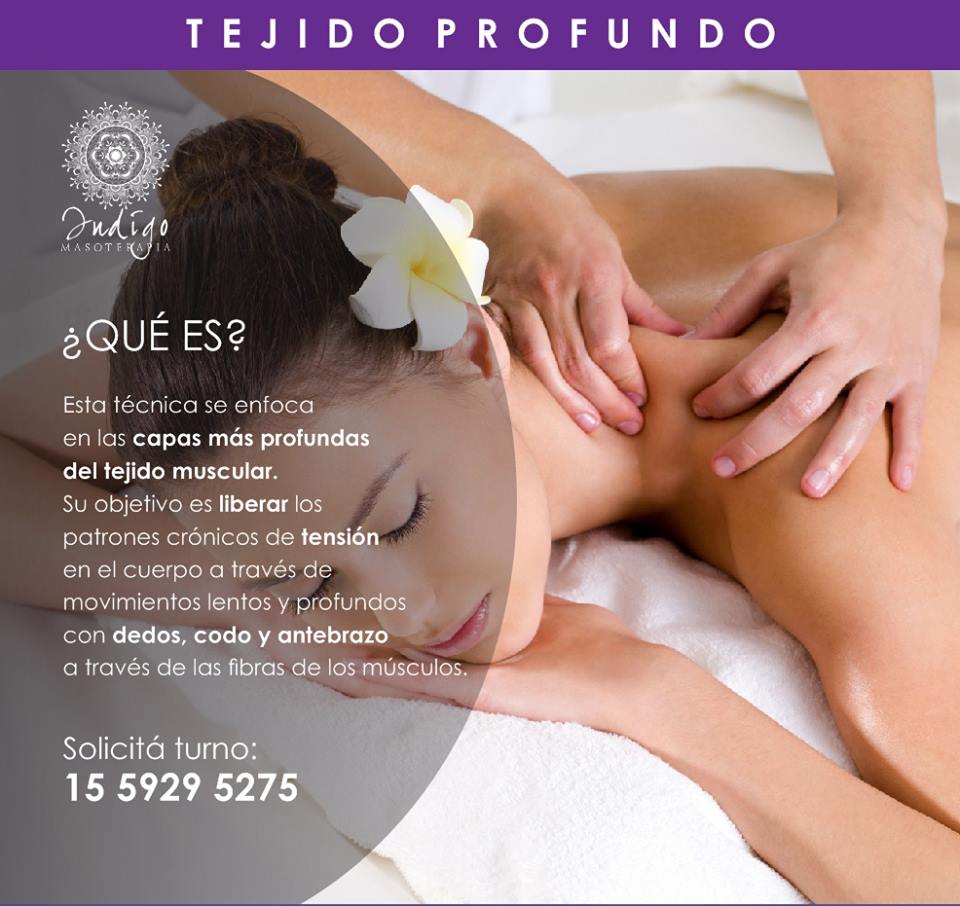 TEJIDO PROFUNDO
Indigo
MASOTERAPIA
¿QUÉ ES?
Esta técnica se enfoca
en las capas más profundas
del tejido muscular.
Su objetivo es liberar los
patrones crónicos de tensión
en el cuerpo a través de
movimientos lentos y profundos
con dedos, codo y antebrazo
a través de las fibras de los músculos.
Solicitá turno:
15 5929 5275